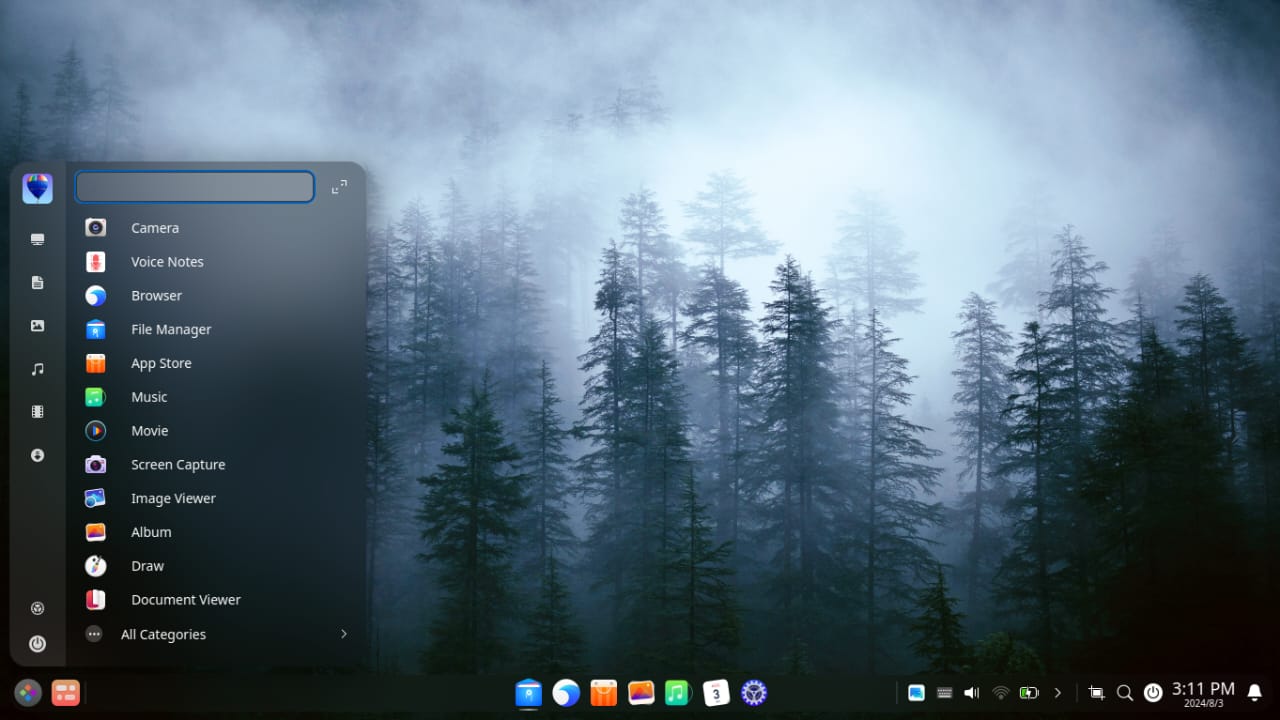 Camera
Voice Notes
Browser
File Manager
App Store
Music
Movie
Screen Capture
Image Viewer
Album
Draw
Document Viewer
All Categories
3
3:11 PM
2024/8/3